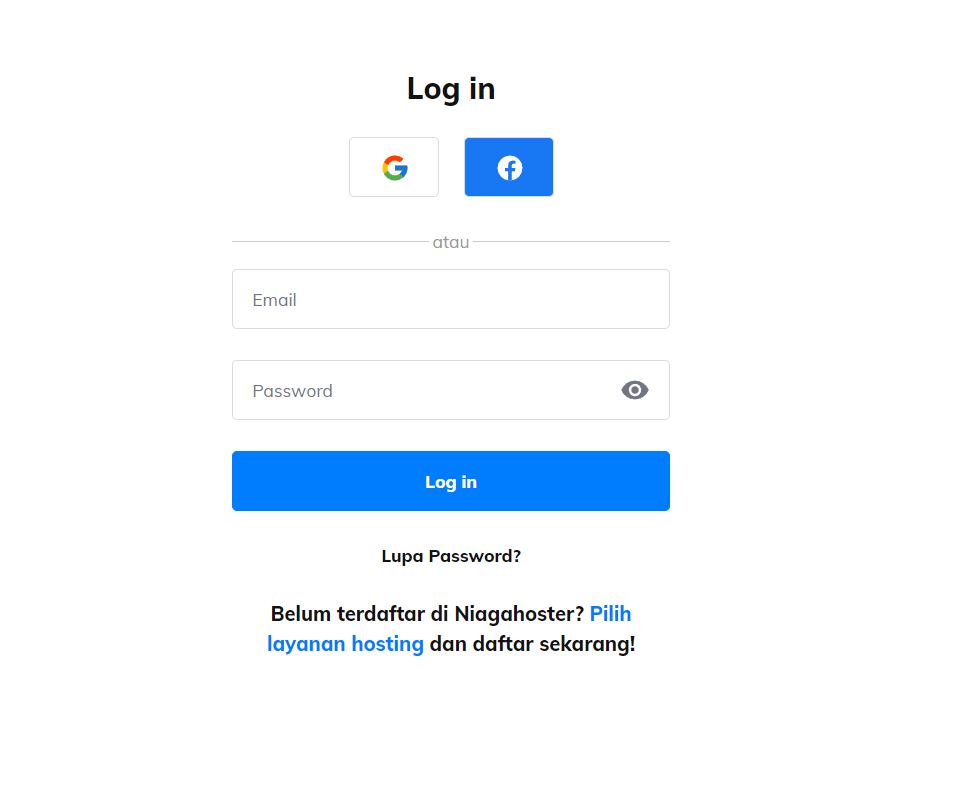 Log in
atau
Email
Password
Log in
Lupa Password?
Belum terdaftar di Niagahoster? Pilih
layanan hosting dan daftar sekarang!